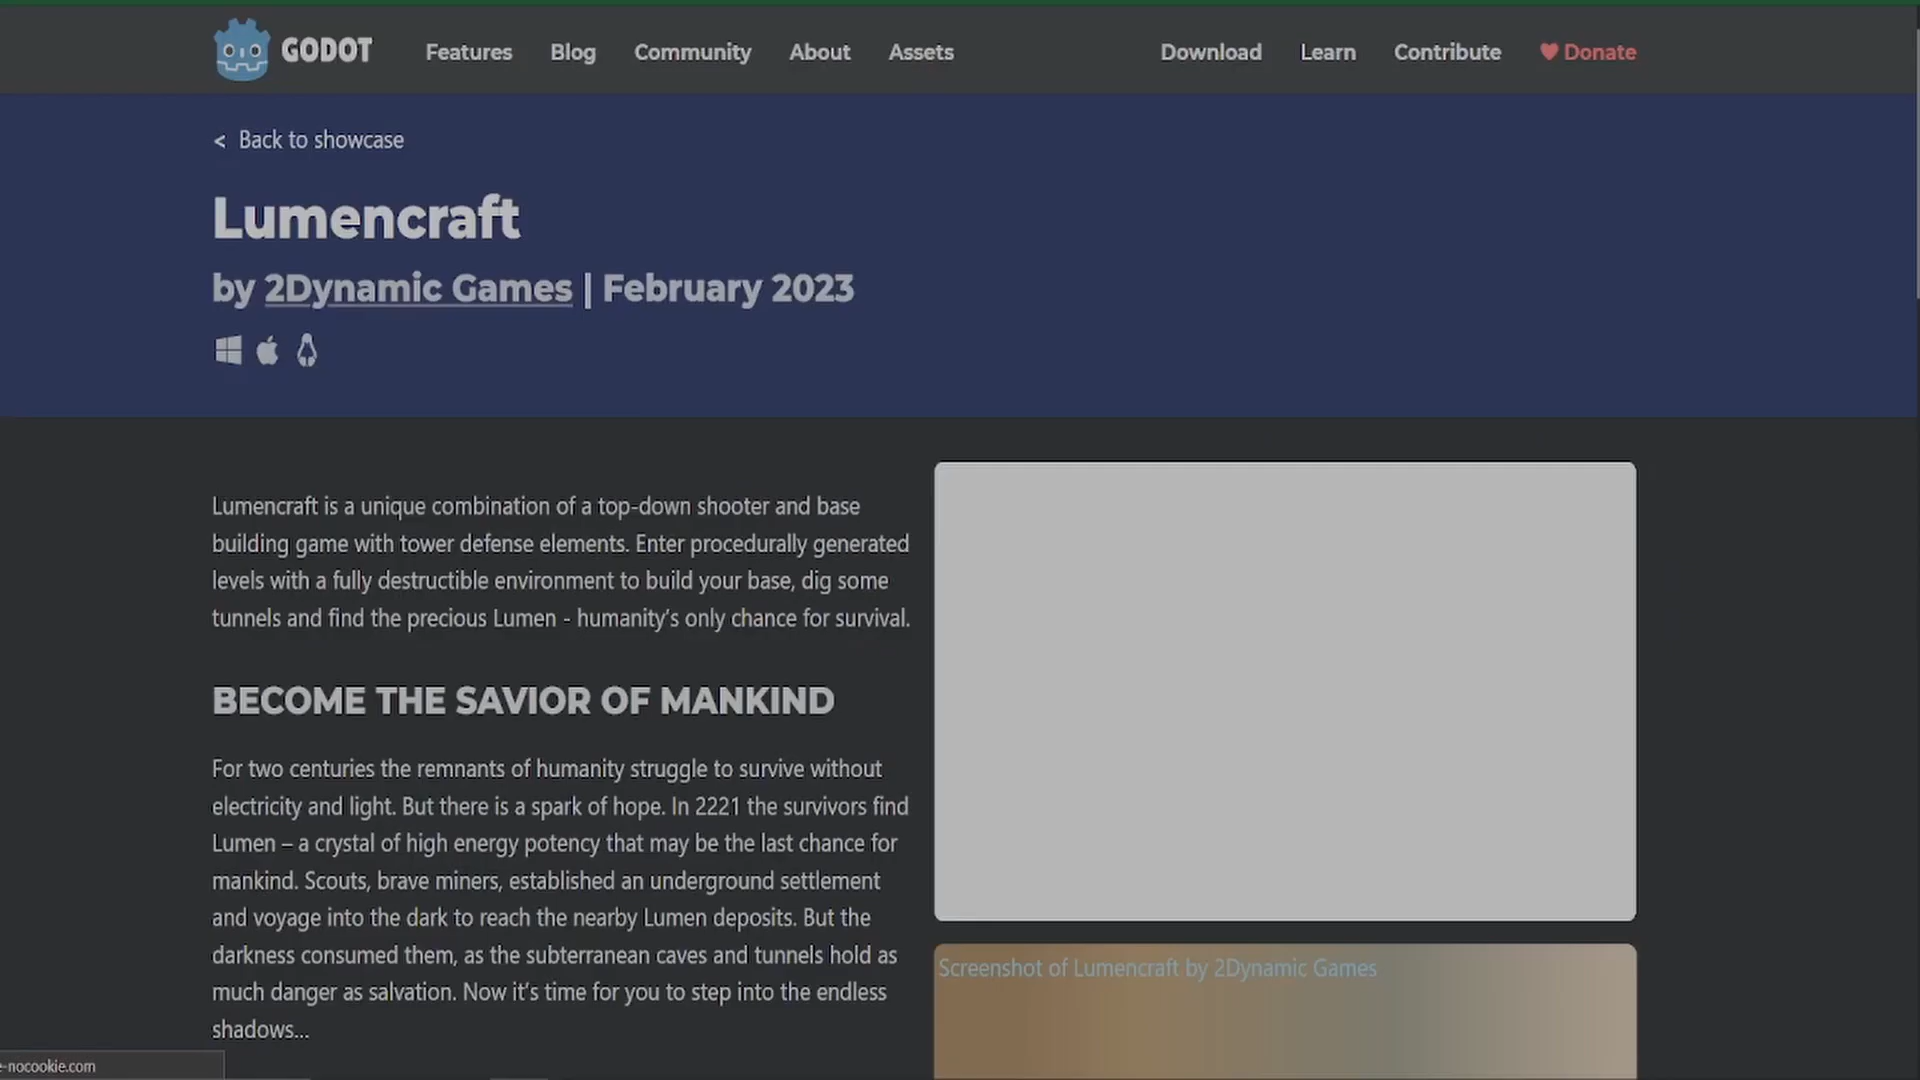 GODOT Features Blog Community About Assets Download Learn Contribute Donate
< Back to showcase
Lumencraft
by 2Dynamic Games | February 2023
Lumencraft is a unique combination of a top-down shooter and base
building game with tower defense elements. Enter procedurally generated
levels with a fully destructible environment to build your base, dig some
tunnels and find the precious Lumen - humanity’s only chance for survival.
BECOME THE SAVIOR OF MANKIND
For two centuries the remnants of humanity struggle to survive without
electricity and light. But there is a spark of hope. In 2221 the survivors find
Lumen – a crystal of high energy potency that may be the last chance for
mankind. Scouts, brave miners, established an underground settlement
and voyage into the dark to reach the nearby Lumen deposits. But the
darkness consumed them, as the subterranean caves and tunnels hold as
much danger as salvation. Now it’s time for you to step into the endless
shadows...
Screenshot of Lumencraft by 2Dynamic Games
e-nocookie.com